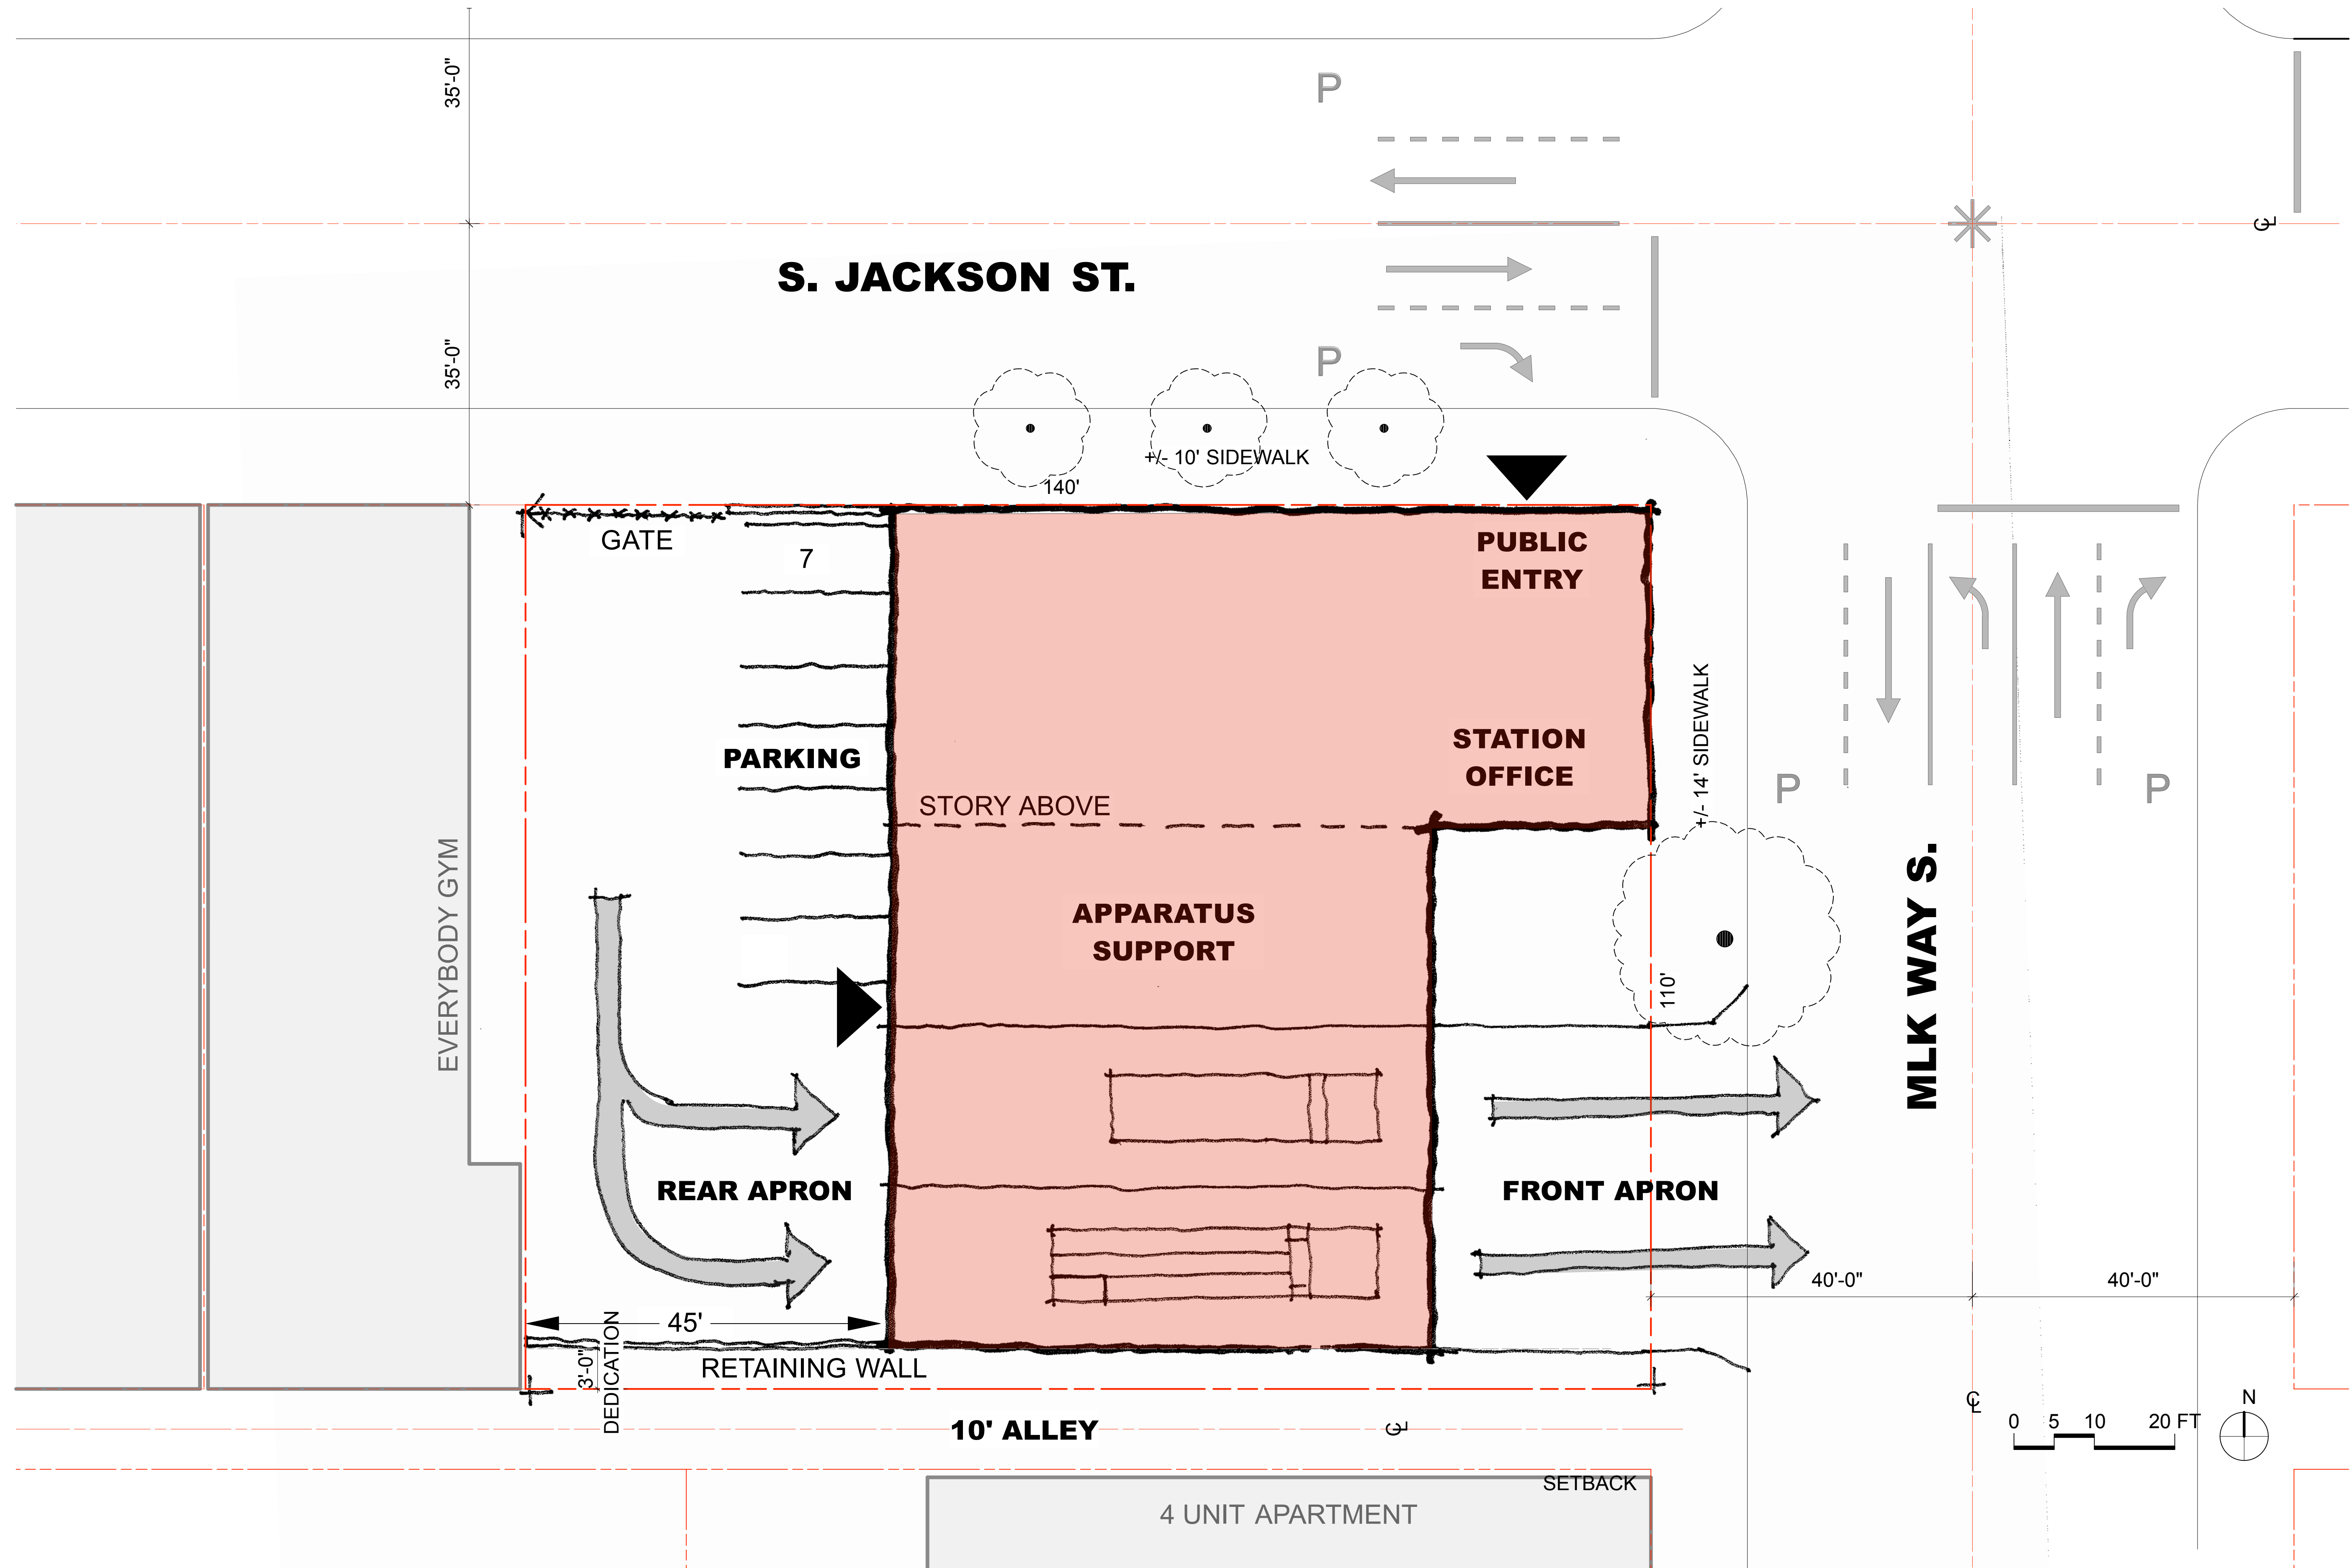 35'-0"
P
℄
S. JACKSON ST.
35'-0"
P
+/- 10' SIDEWALK
140'
GATE
7
PUBLIC
ENTRY
STATION
OFFICE
+/- 14' SIDEWALK
P
P
PARKING
STORY ABOVE
EVERYBODY GYM
APPARATUS
SUPPORT
110'
MLK WAY S.
REAR APRON
FRONT APRON
40'-0"
40'-0"
45'
3'-0"
DEDICATION
RETAINING WALL
10' ALLEY
℄
℄
N
0 5 10 20 FT
SETBACK
4 UNIT APARTMENT